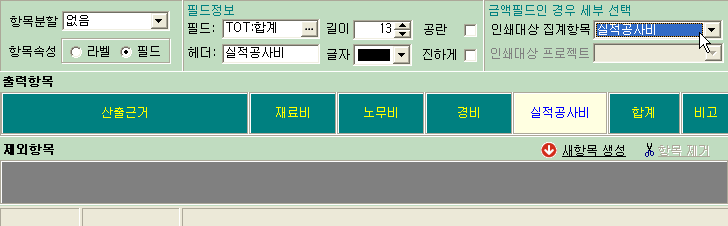 필드정보
금액필드인 경우 세부 선택
항목분할 없음
필드: TOT:합계 ... 길이 13 공란
인쇄대상 집계항목 실적공사비
항목속성 라벨 필드
헤더: 실적공사비 글자 진하게
인쇄대상 프로젝트
출력항목
산출근거 재료비 노무비 경비 실적공사비 합계 비고
제외항목
새항목 생성 항목 제거